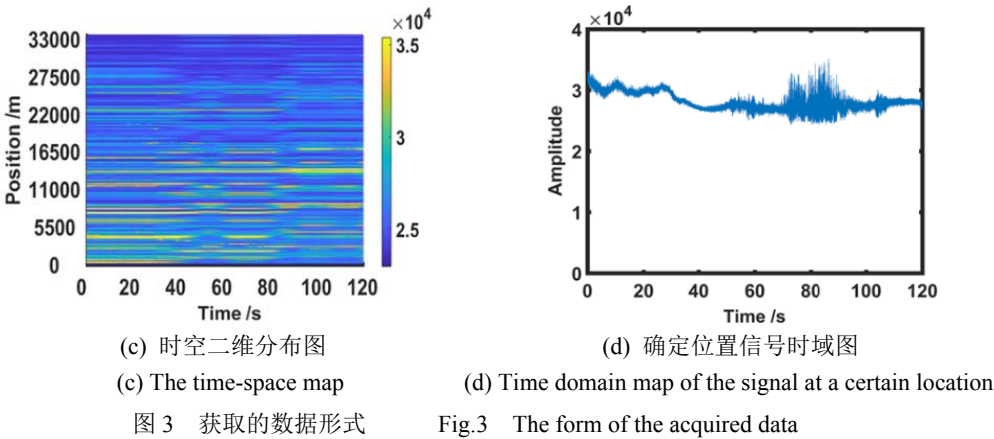 ×10⁴
33000
27500
22000
16500
11000
5500
0
Position /m
0 20 40 60 80 100 120
Time /s
3.5
3
2.5
×10⁴
4
3
2
1
0
Amplitude
0 20 40 60 80 100 120
Time /s
(c) 时空二维分布图
(d) 确定位置信号时域图
(c) The time-space map
(d) Time domain map of the signal at a certain location
图 3 获取的数据形式 Fig.3 The form of the acquired data